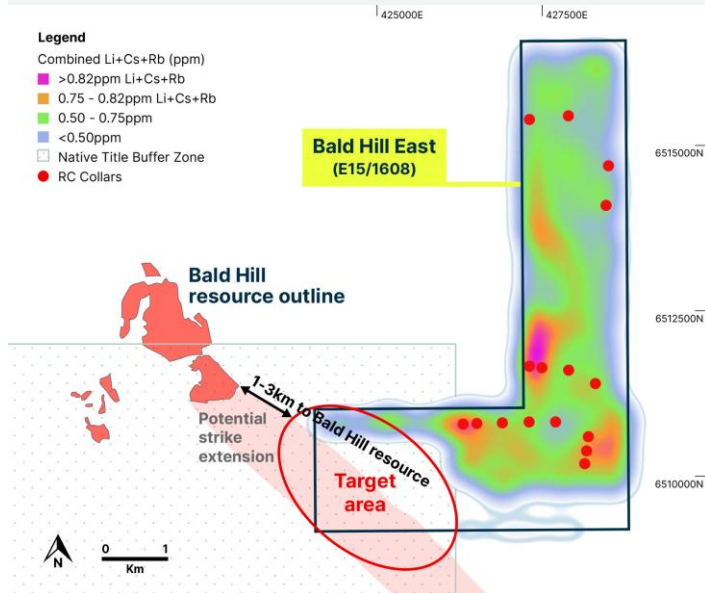 425000E
427500E
Legend
Combined Li+Cs+Rb (ppm)
>0.82ppm Li+Cs+Rb
0.75 - 0.82ppm Li+Cs+Rb
0.50 - 0.75ppm
<0.50ppm
Native Title Buffer Zone
RC Collars
Bald Hill East
(E15/1608)
6515000N
Bald Hill
resource outline
6512500N
1-3km to Bald Hill resource
Potential
strike
extension
Target
area
6510000N
N
0 1
Km